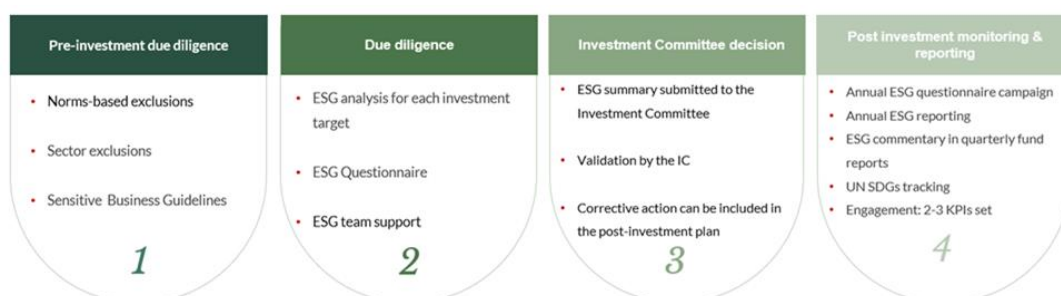 Pre-investment due diligence
• Norms-based exclusions
• Sector exclusions
• Sensitive Business Guidelines
1
Due diligence
• ESG analysis for each investment
target
• ESG Questionnaire
• ESG team support
2
Investment Committee decision
• ESG summary submitted to the
Investment Committee
• Validation by the IC
• Corrective action can be included in
the post-investment plan
3
Post investment monitoring &
reporting
• Annual ESG questionnaire campaign
• Annual ESG reporting
• ESG commentary in quarterly fund
reports
• UN SDGs tracking
• Engagement: 2-3 KPIs set
4